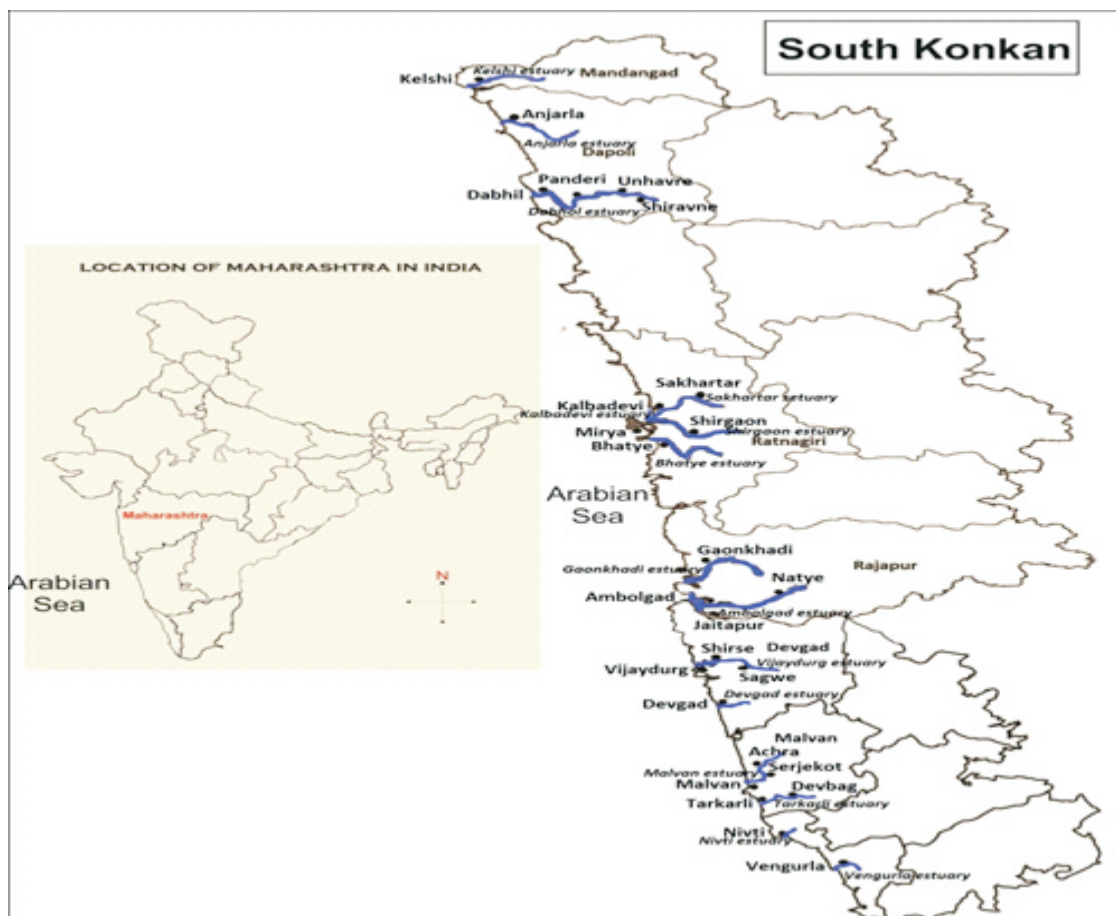 South Konkan
Kelshi estuary
Mandangad
Kelshi
Anjarla
Anjarla estuary
Dapoli
Panderi
Unhavre
Dabhil
Shiravne
Dabhol estuary
LOCATION OF MAHARASHTRA IN INDIA
Maharashtra
N
Arabian
Sea
Sakhartar
Sakhartar setuary
Kalbadevi
Kalbadevi estuary
Shirgaon
Mirya
Shirgaon estuary
Ratnagiri
Bhatye
Bhatye estuary
Arabian
Sea
Gaonkhadi
Gaonkhadi estuary
Rajapur
Natye
Ambolgad
Ambolgad estuary
Jaitapur
Shirse
Devgad
Vijaydurg estuary
Vijaydurg
Sagwe
Devgad estuary
Devgad
Malvan
Achra
Serjekot
Malvan estuary
Malvan
Devbag
Tarkarli
Tarkarli estuary
Nivti
Nivti estuary
Vengurla
Vengurla estuary